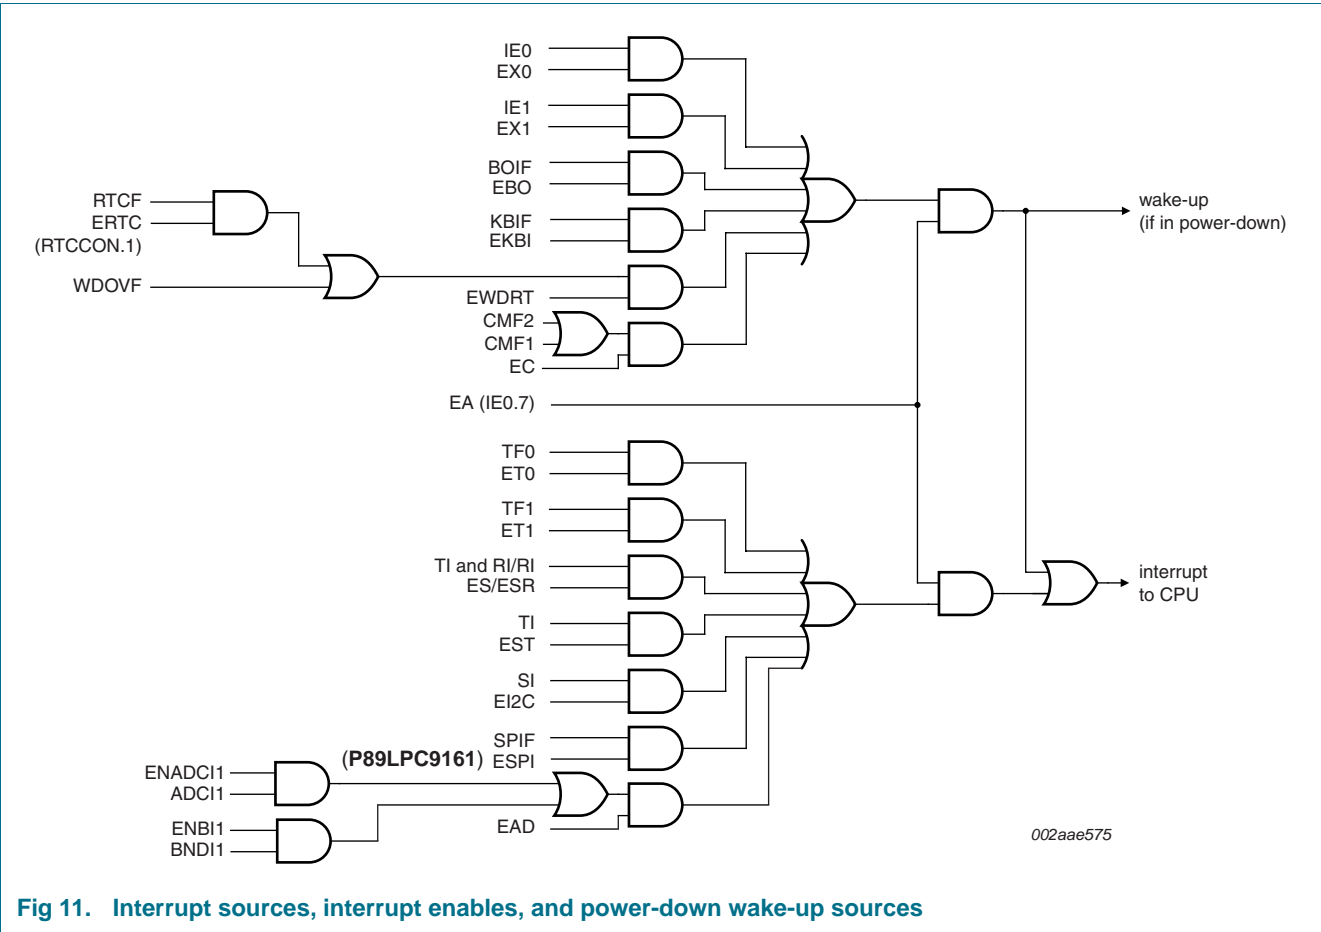 IE0
EX0
IE1
EX1
BOIF
EBO
KBIF
EKBI
RTCF
ERTC
(RTCCON.1)
WDOVF
EWDRT
CMF2
CMF1
EC
EA (IE0.7)
wake-up
(if in power-down)
TF0
ET0
TF1
ET1
TI and RI/RI
ES/ESR
TI
EST
SI
EI2C
SPIF
ESPI
(P89LPC9161)
ENADCI1
ADCI1
ENBI1
BNDI1
EAD
interrupt
to CPU
002aae575
Fig 11. Interrupt sources, interrupt enables, and power-down wake-up sources